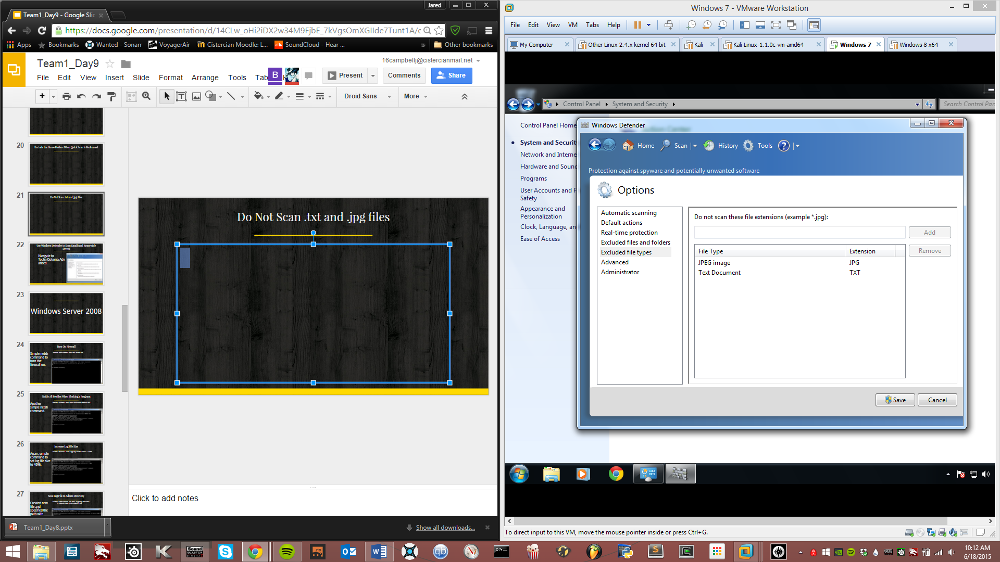 Jared
Team1_Day9 - Google Slic
https://docs.google.com/presentation/d/14CLw_oHi2iDX2w34M9FjbE_7kVgsOmXGIIde7Tunt1A/e
Apps
Bookmarks
Wanted - Sonarr
VoyagerAir
Cistercian Moodle: L...
SoundCloud - Hear ...
»
Other bookmarks
Team1_Day9
16campbellj@cistercianmail.net
File Edit View Insert Slide Format Arrange Tools Tab
B
Present
Comments
Share
Droid Sans
More
20
Exclude the Home Folders When Quick Scan Is Performed
21
Do Not Scan .txt and .jpg files
22
Use Windows Defender to Scan Emails and Removable
Drives
Navigate to
Tools>Options>Adv
anced.
23
Windows Server 2008
24
Turn On Firewall
Simple netsh
command to
turn the
firewall on.
25
Notify All Profiles When Blocking a Program
Another
simple netsh
command.
26
Increase Log File Size
Again, simple
command to
set log file size
to 4096.
27
Save Log File in Admin Directory
Created new
file and
specified the
path with
Do Not Scan .txt and .jpg files
Click to add notes
Team1_Day8.pptx
Show all downloads...
Windows 7 - VMware Workstation
File Edit View VM Tabs Help
My Computer
Other Linux 2.4.x kernel 64-bit
Kali
Kali-Linux-1.1.0c-vm-amd64
Windows 7
Windows 8 x64
Control Panel
System and Security
Search Control Par
Control Panel Home
System and Security
Network and Interne
Hardware and Sound
Programs
User Accounts and F
Safety
Appearance and
Personalization
Clock, Language, an
Ease of Access
Windows Defender
Home
Scan
History
Tools
Protection against spyware and potentially unwanted software
Options
Automatic scanning
Default actions
Real-time protection
Excluded files and folders
Excluded file types
Advanced
Administrator
Do not scan these file extensions (example *.jpg):
Add
File Type Extension
Remove
JPEG image JPG
Text Document TXT
Save
Cancel
To direct input to this VM, move the mouse pointer inside or press Ctrl+G.
Sound
BLASTER
CINEMA 2
10:12 AM
6/18/2015